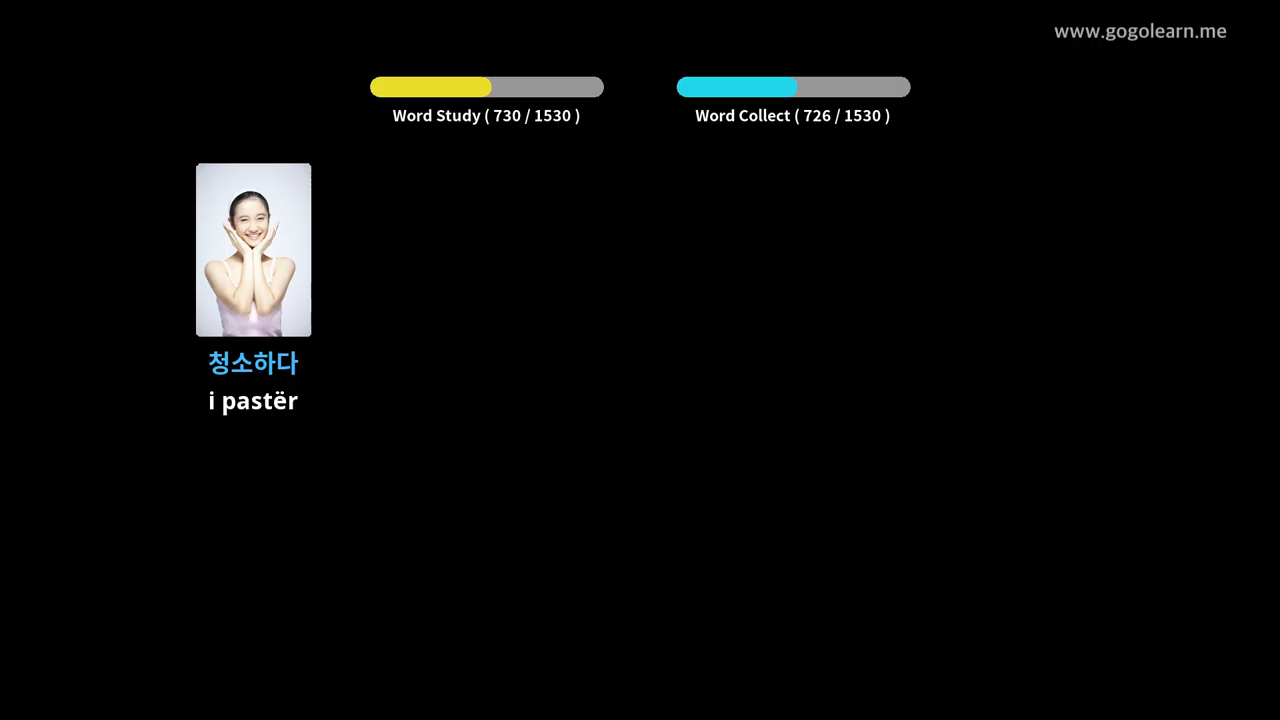 www.gogolearn.me
Word Study ( 730 / 1530 )
Word Collect ( 726 / 1530 )
청소하다
i pastër